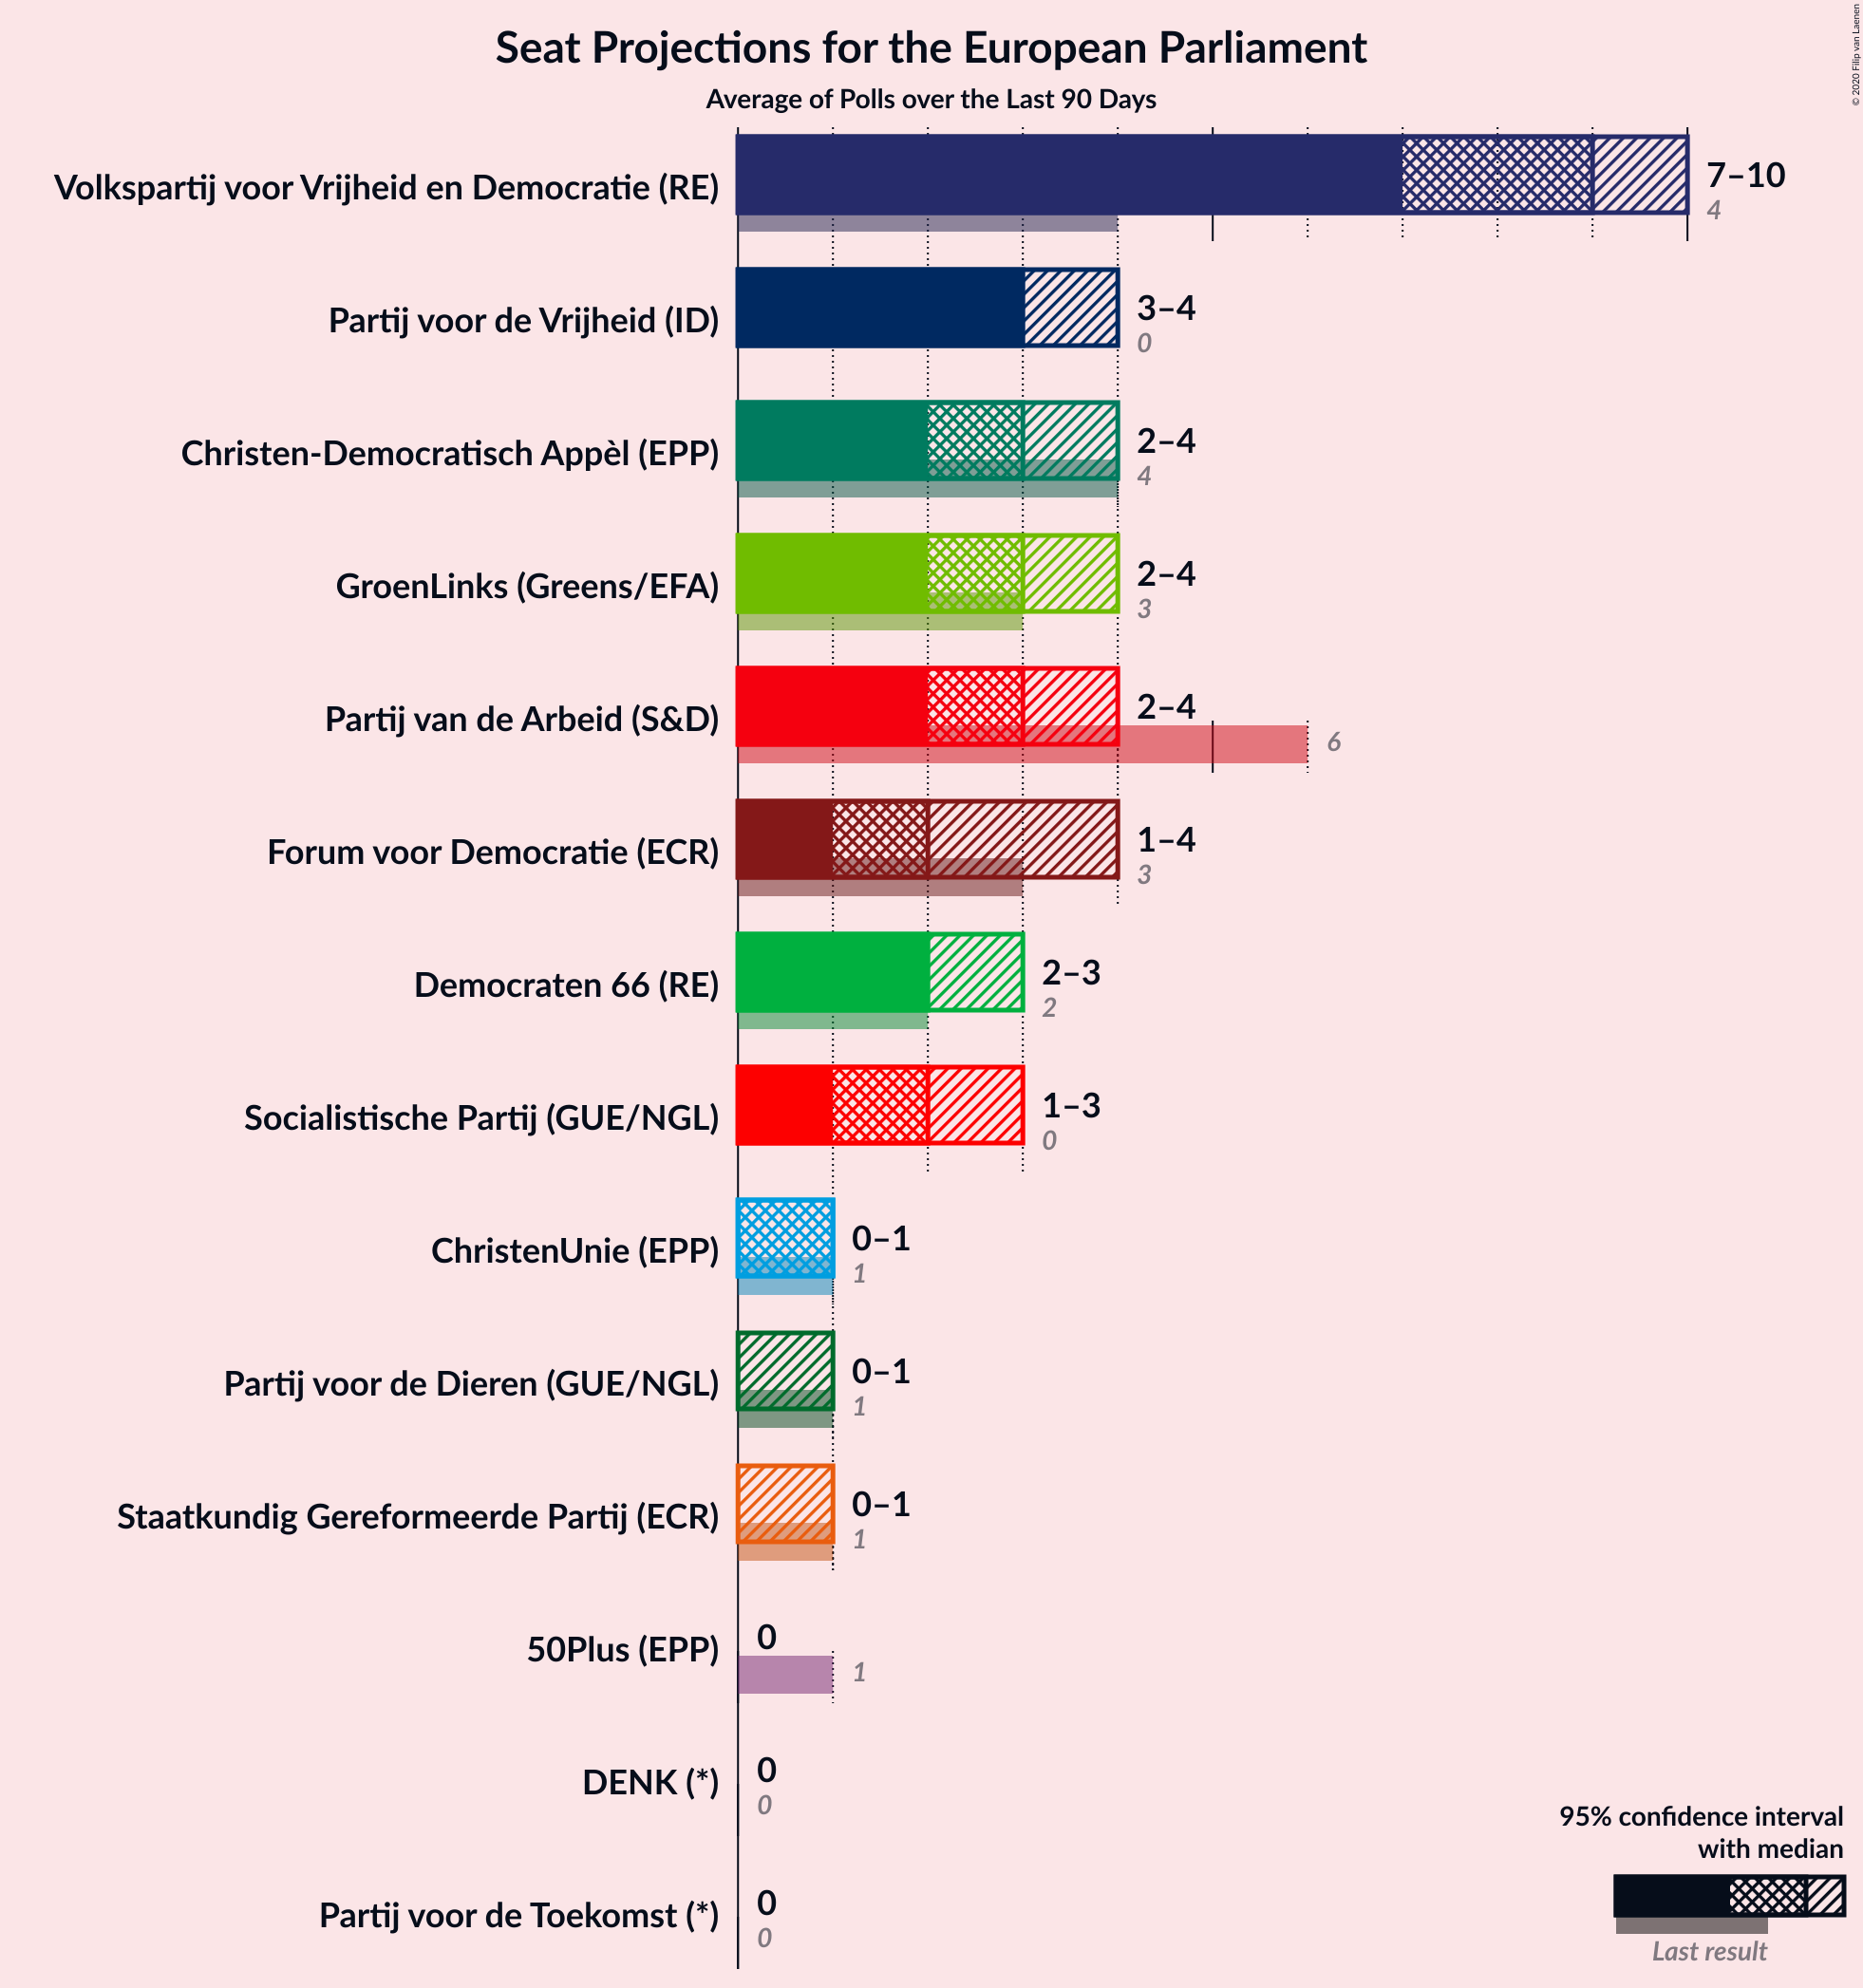 Seat Projections for the European Parliament
Average of Polls over the Last 90 Days
© 2020 Filip van Laenen
Volkspartij voor Vrijheid en Democratie (RE)
7–10
4
Partij voor de Vrijheid (ID)
3–4
0
Christen-Democratisch Appèl (EPP)
2–4
4
GroenLinks (Greens/EFA)
2–4
3
Partij van de Arbeid (S&D)
2–4
6
Forum voor Democratie (ECR)
1–4
3
Democraten 66 (RE)
2–3
2
Socialistische Partij (GUE/NGL)
1–3
0
ChristenUnie (EPP)
0–1
1
Partij voor de Dieren (GUE/NGL)
0–1
1
Staatkundig Gereformeerde Partij (ECR)
0–1
1
50Plus (EPP)
0
1
DENK (*)
0
0
Partij voor de Toekomst (*)
0
0
95% confidence interval
with median
Last result